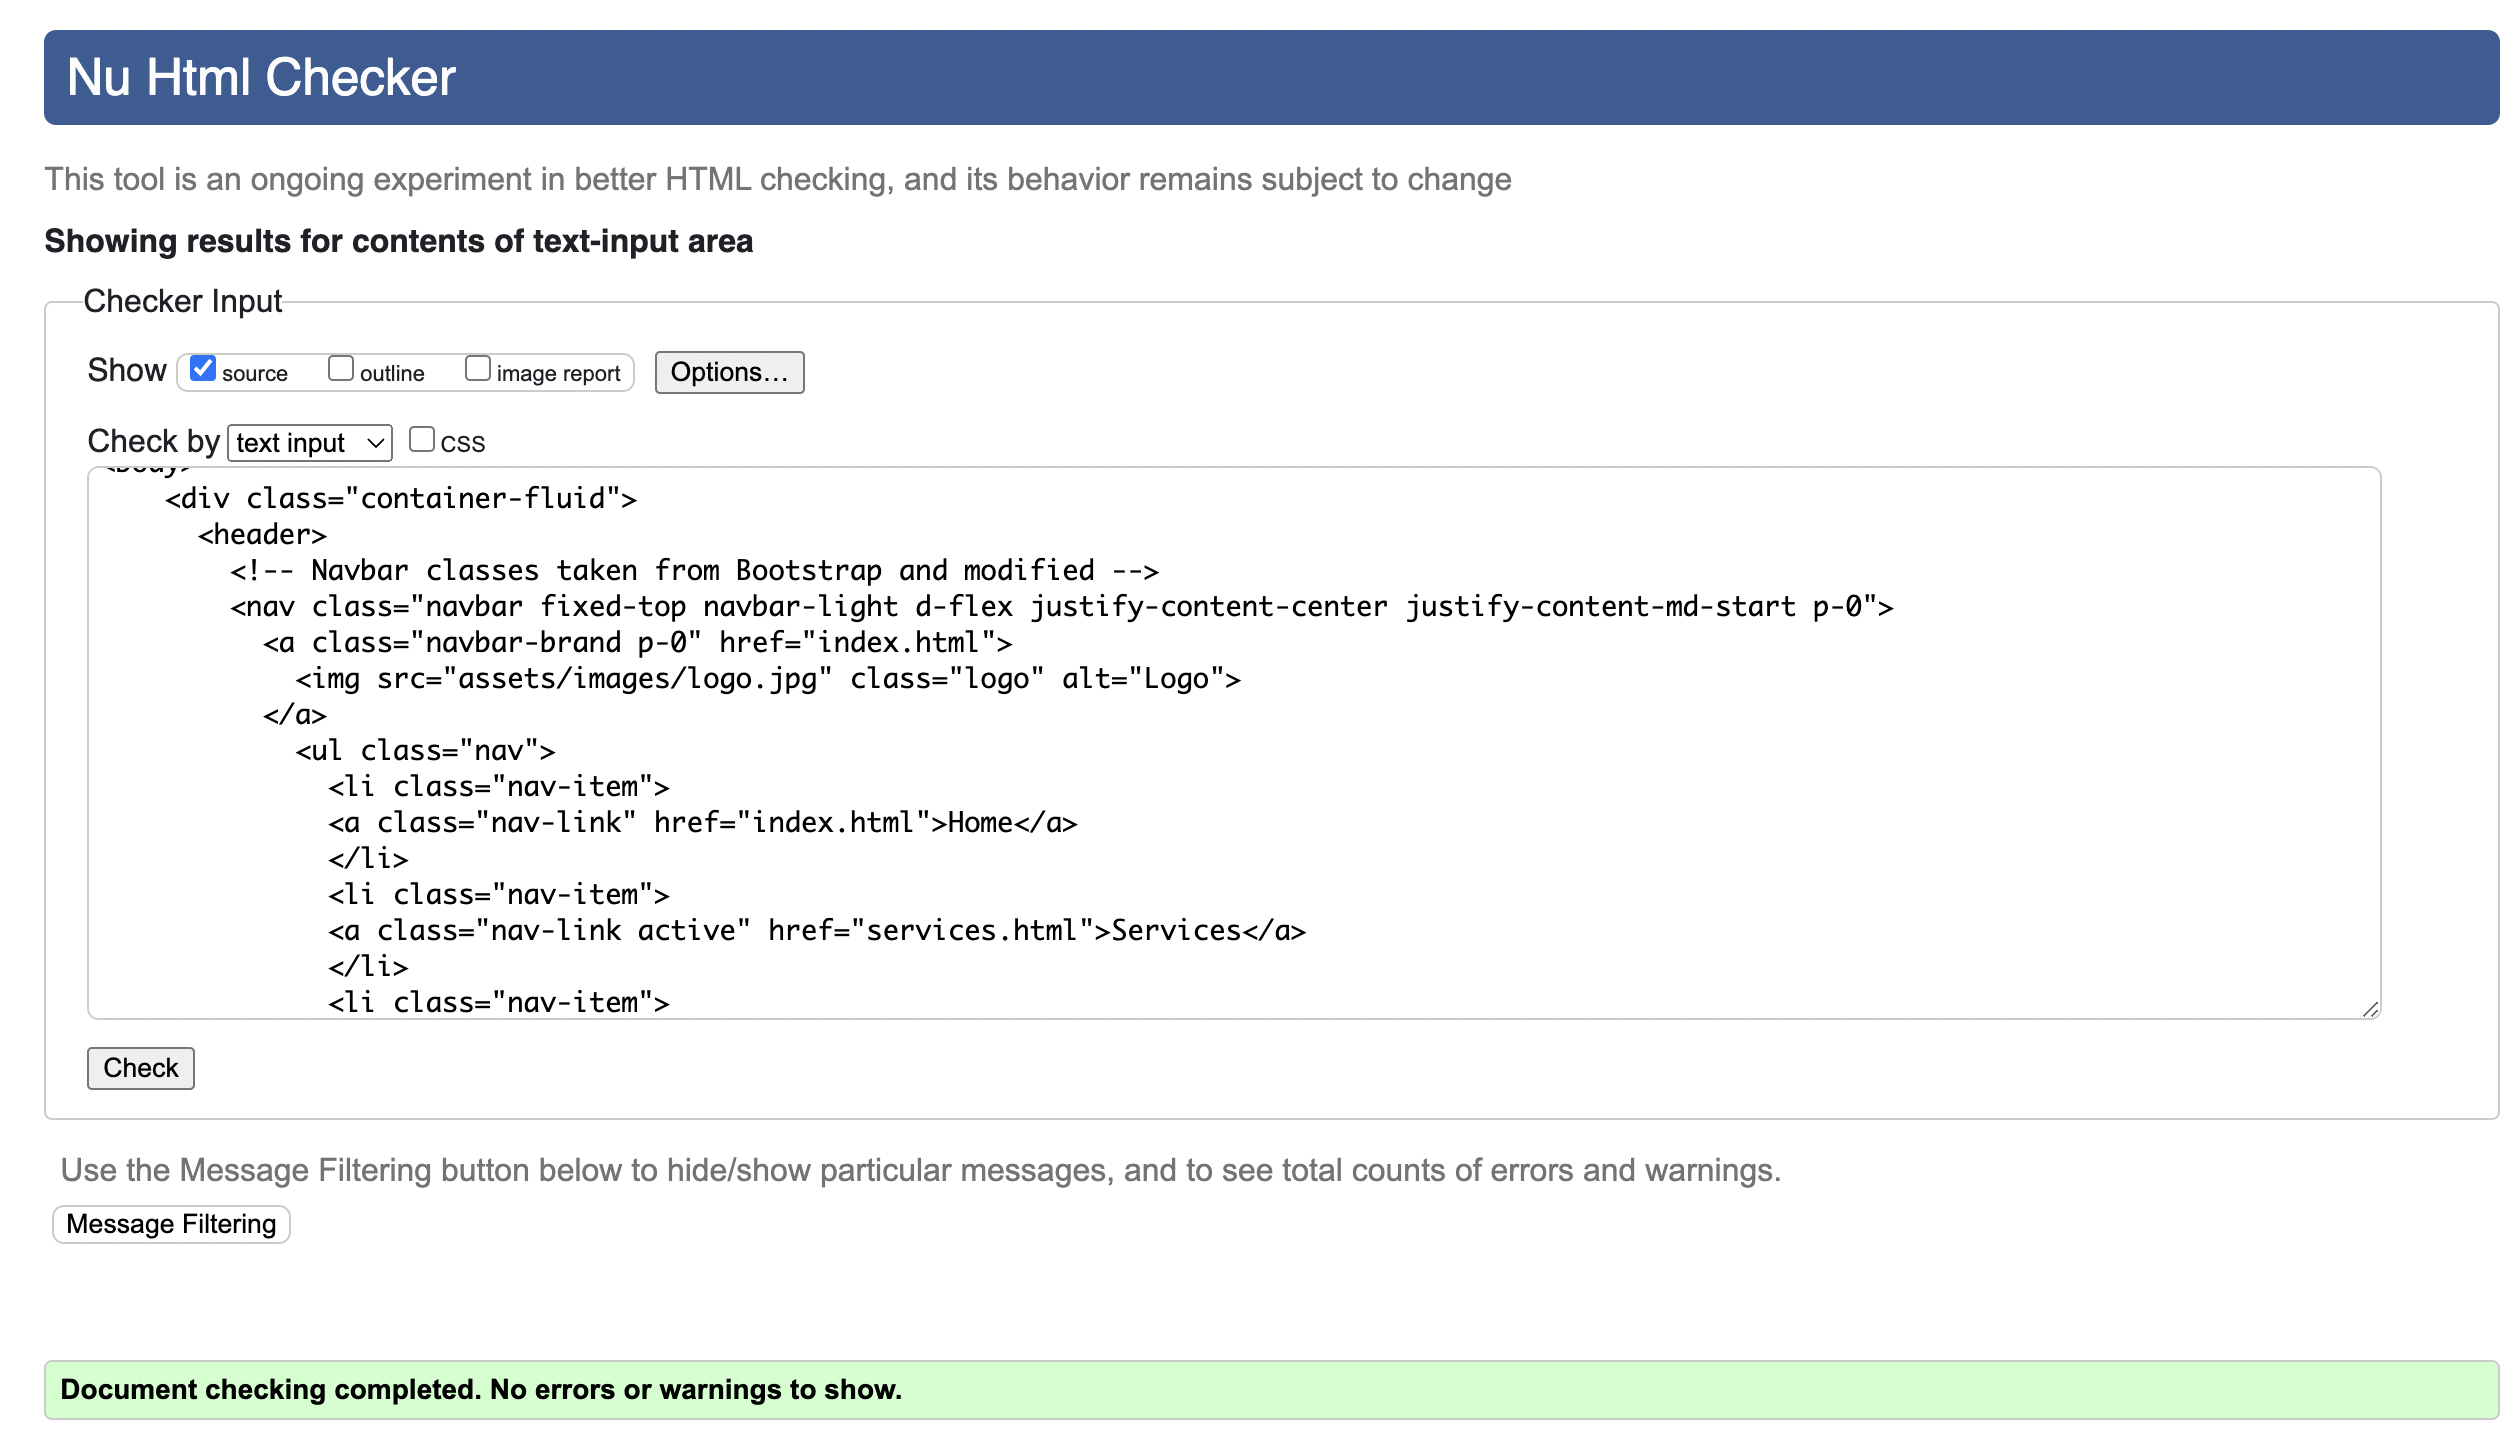 Nu Html Checker
This tool is an ongoing experiment in better HTML checking, and its behavior remains subject to change
Showing results for contents of text-input area
Checker Input
Show source outline image report Options…
Check by text input css
<body>
<div class="container-fluid">
<header>
<!-- Navbar classes taken from Bootstrap and modified -->
<nav class="navbar fixed-top navbar-light d-flex justify-content-center justify-content-md-start p-0">
<a class="navbar-brand p-0" href="index.html">
<img src="assets/images/logo.jpg" class="logo" alt="Logo">
</a>
<ul class="nav">
<li class="nav-item">
<a class="nav-link" href="index.html">Home</a>
</li>
<li class="nav-item">
<a class="nav-link active" href="services.html">Services</a>
</li>
<li class="nav-item">
Check
Use the Message Filtering button below to hide/show particular messages, and to see total counts of errors and warnings.
Message Filtering
Document checking completed. No errors or warnings to show.